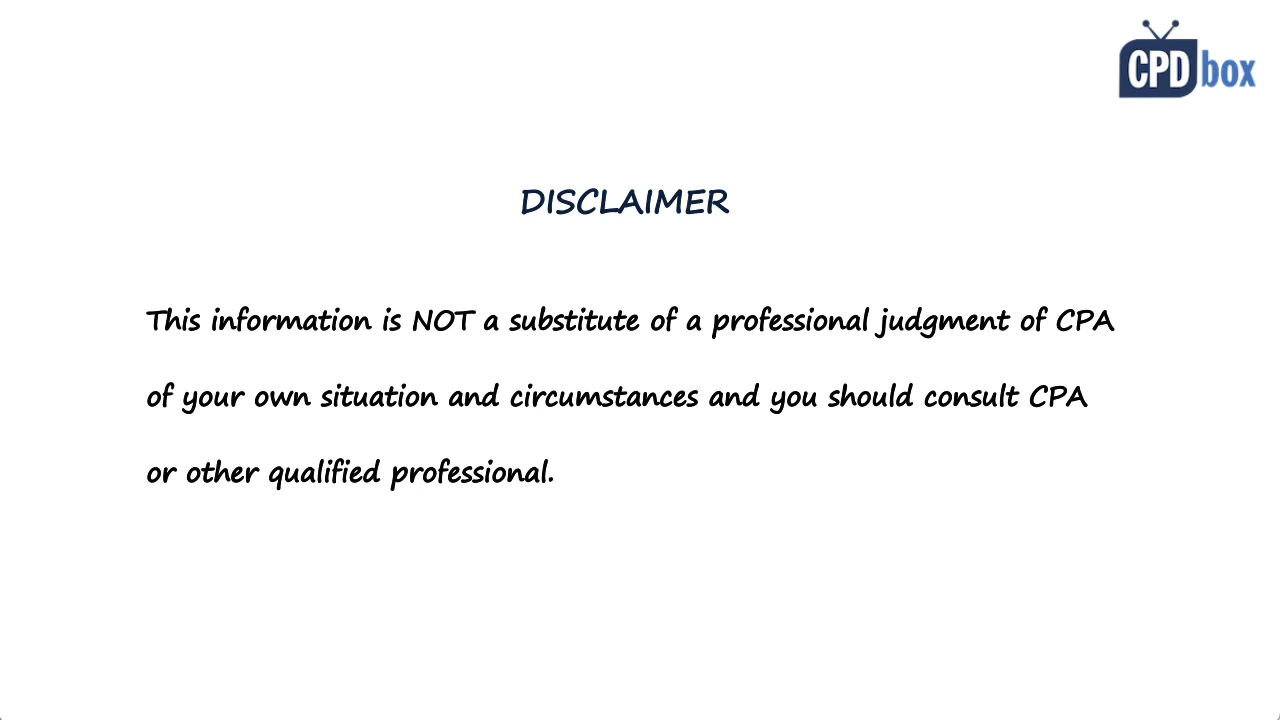 CPD box
DISCLAIMER
This information is NOT a substitute of a professional judgment of CPA
of your own situation and circumstances and you should consult CPA
or other qualified professional.